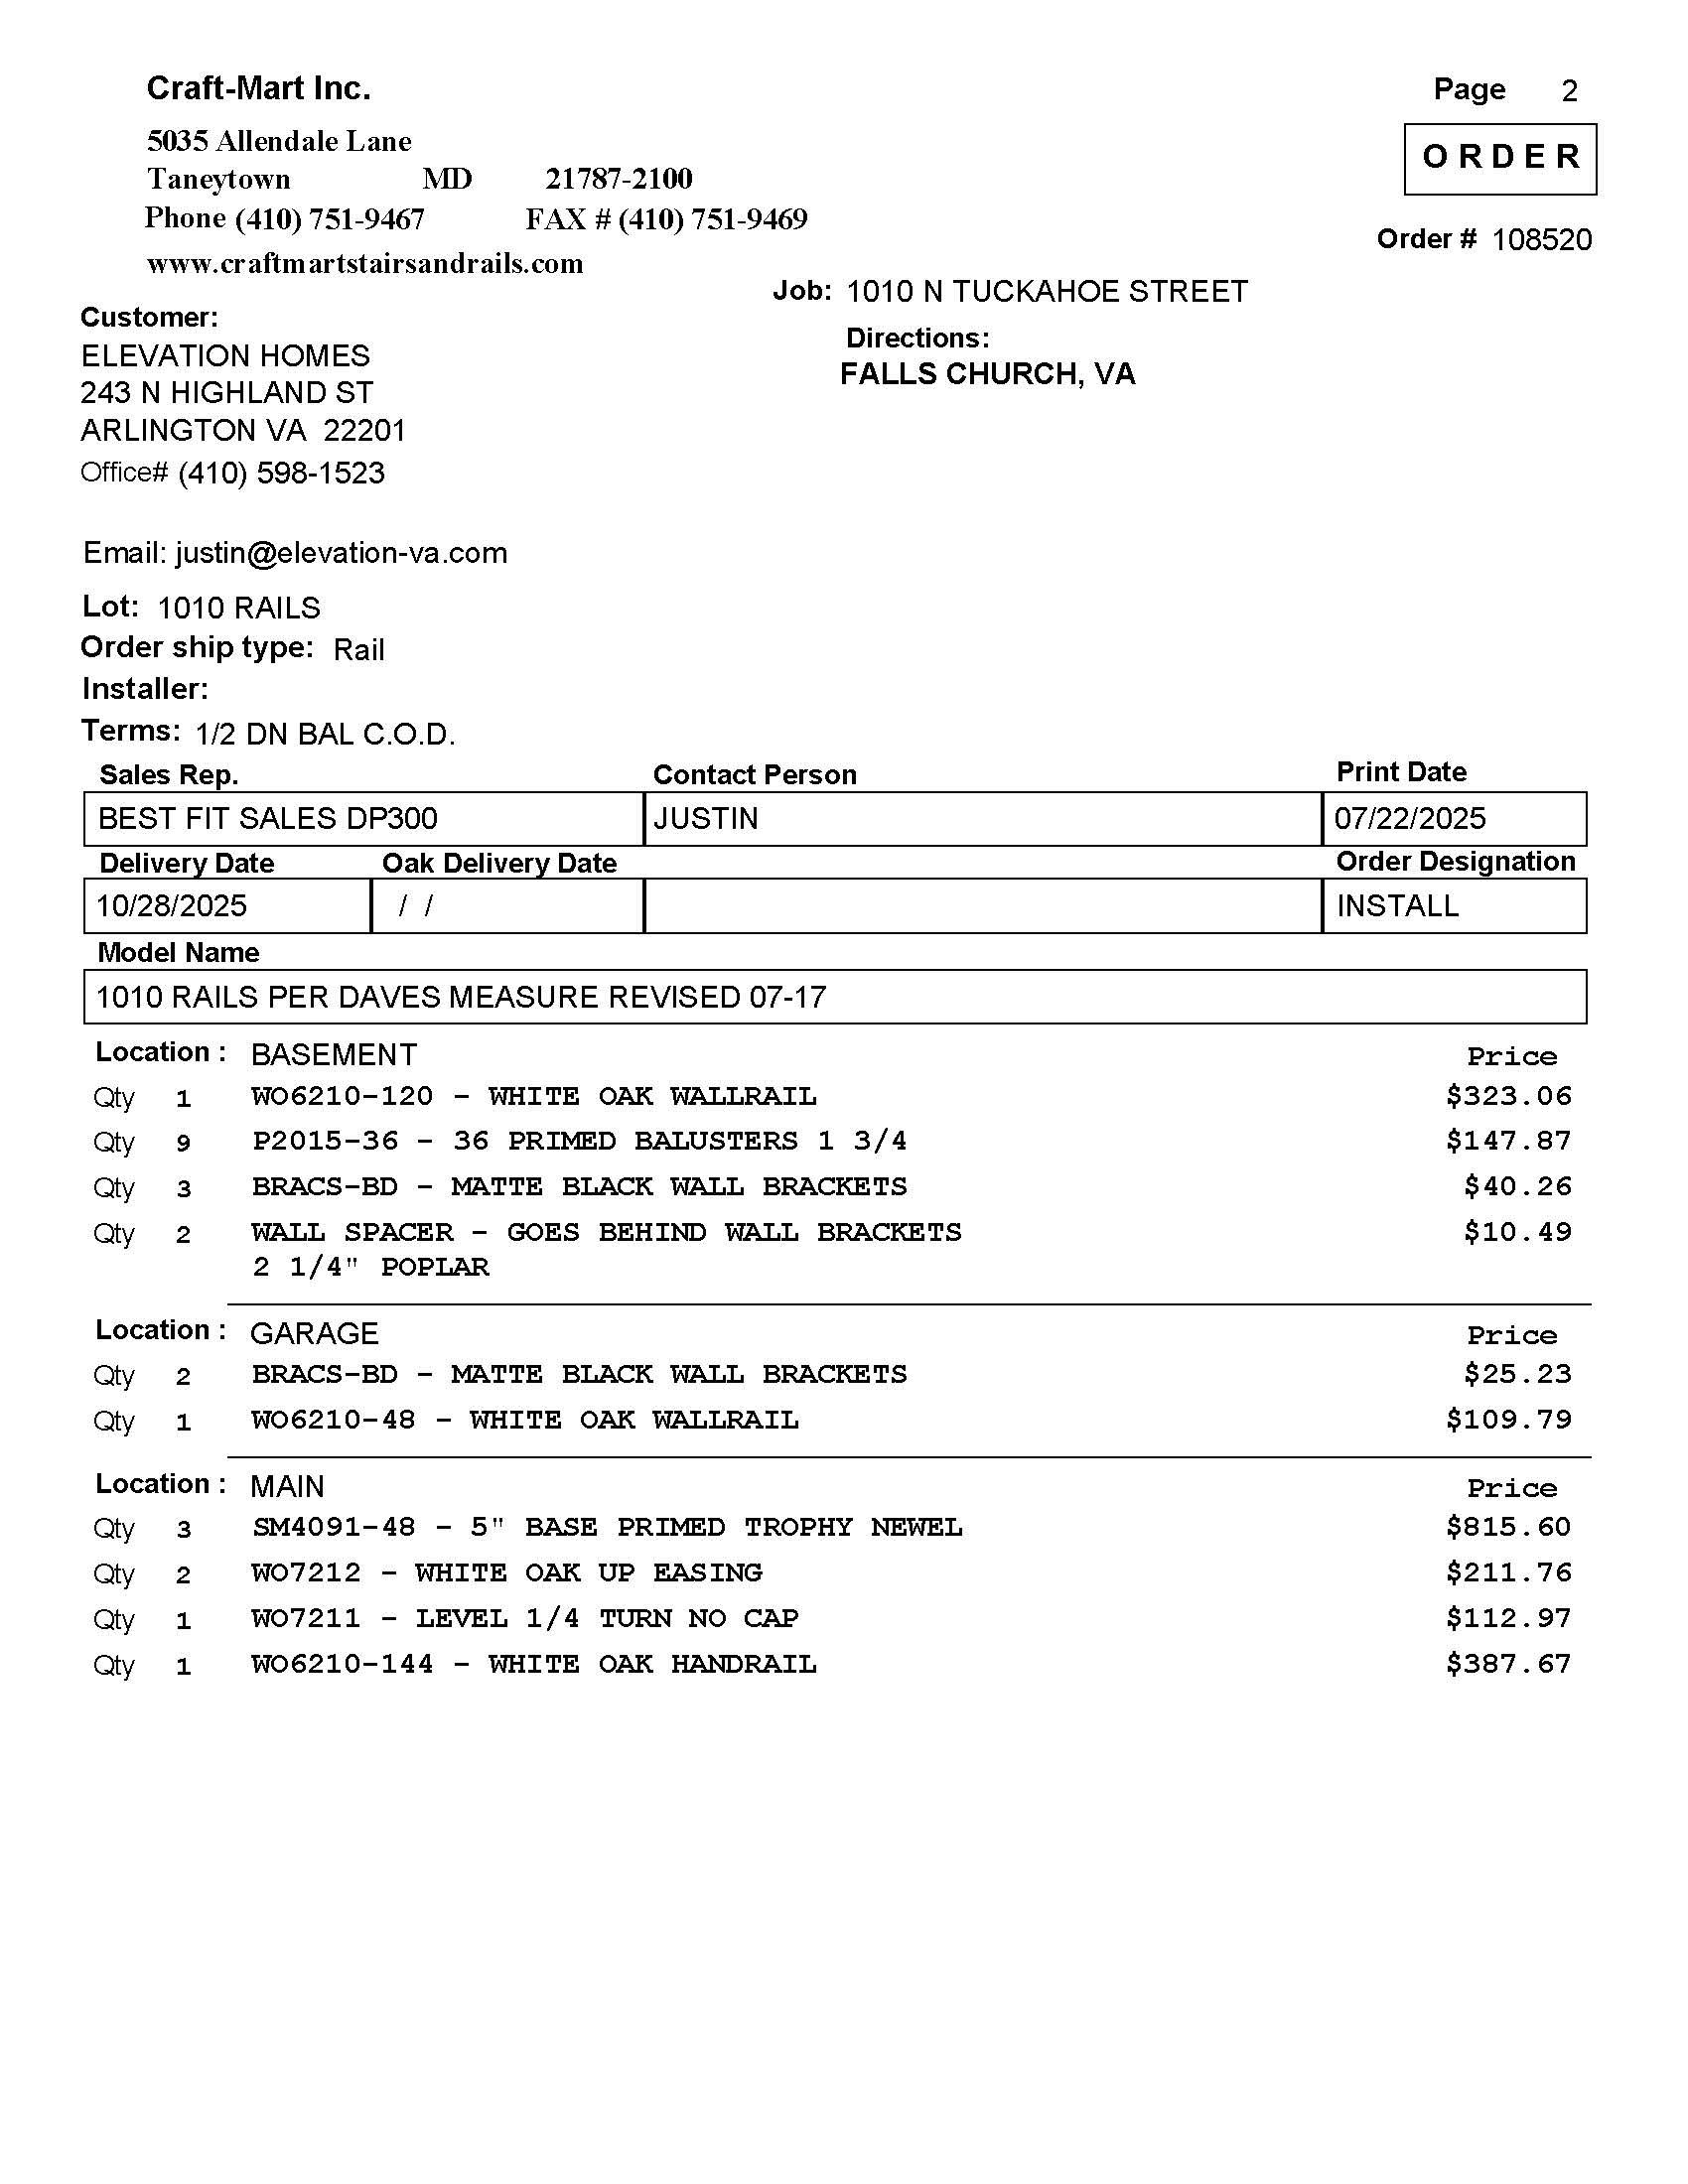 Craft-Mart Inc.
Page 2
5035 Allendale Lane
ORDER
Taneytown MD 21787-2100
Phone (410) 751-9467 FAX # (410) 751-9469
Order # 108520
www.craftmartstairsandrails.com
Job: 1010 N TUCKAHOE STREET
Customer:
Directions:
ELEVATION HOMES
FALLS CHURCH, VA
243 N HIGHLAND ST
ARLINGTON VA 22201
Office# (410) 598-1523
Email: justin@elevation-va.com
Lot: 1010 RAILS
Order ship type: Rail
Installer:
Terms: 1/2 DN BAL C.O.D.
Sales Rep. Contact Person Print Date
BEST FIT SALES DP300 JUSTIN 07/22/2025
Delivery Date Oak Delivery Date Order Designation
10/28/2025 / / INSTALL
Model Name
1010 RAILS PER DAVES MEASURE REVISED 07-17
Location : BASEMENT Price
Qty 1 WO6210-120 - WHITE OAK WALLRAIL $323.06
Qty 9 P2015-36 - 36 PRIMED BALUSTERS 1 3/4 $147.87
Qty 3 BRACS-BD - MATTE BLACK WALL BRACKETS $40.26
Qty 2 WALL SPACER - GOES BEHIND WALL BRACKETS $10.49
2 1/4" POPLAR
Location : GARAGE Price
Qty 2 BRACS-BD - MATTE BLACK WALL BRACKETS $25.23
Qty 1 WO6210-48 - WHITE OAK WALLRAIL $109.79
Location : MAIN Price
Qty 3 SM4091-48 - 5" BASE PRIMED TROPHY NEWEL $815.60
Qty 2 WO7212 - WHITE OAK UP EASING $211.76
Qty 1 WO7211 - LEVEL 1/4 TURN NO CAP $112.97
Qty 1 WO6210-144 - WHITE OAK HANDRAIL $387.67